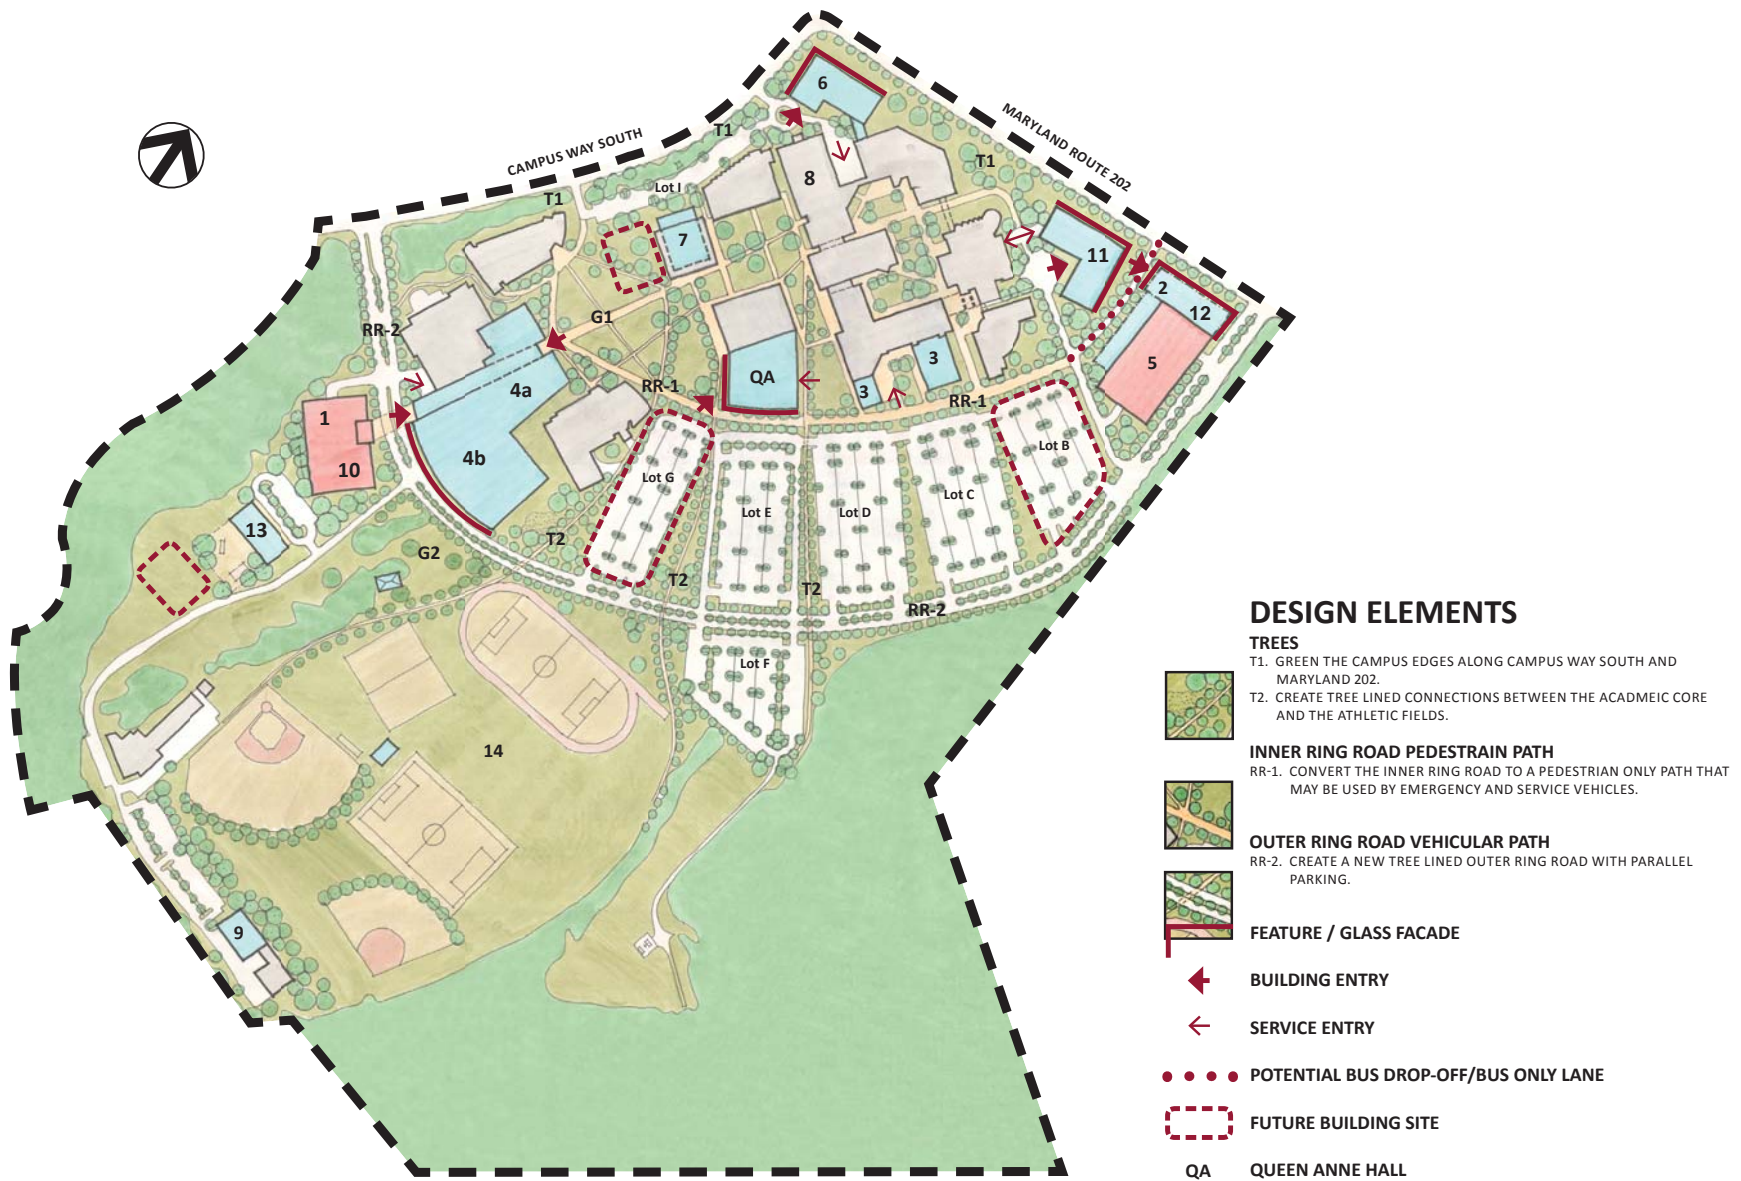 6
MARYLAND ROUTE 202
CAMPUS WAY SOUTH
T1
T1
8
Lot I
T1
7
11
2
12
G1
RR-2
5
3
QA
4a
RR-1
3
RR-1
1
Lot B
4b
10
Lot G
Lot C
Lot E
Lot D
13
T2
G2
T2
T2
RR-2
Lot F
14
9
DESIGN ELEMENTS
TREES
T1. GREEN THE CAMPUS EDGES ALONG CAMPUS WAY SOUTH AND
MARYLAND 202.
T2. CREATE TREE LINED CONNECTIONS BETWEEN THE ACADMEIC CORE
AND THE ATHLETIC FIELDS.
INNER RING ROAD PEDESTRAIN PATH
RR-1. CONVERT THE INNER RING ROAD TO A PEDESTRIAN ONLY PATH THAT
MAY BE USED BY EMERGENCY AND SERVICE VEHICLES.
OUTER RING ROAD VEHICULAR PATH
RR-2. CREATE A NEW TREE LINED OUTER RING ROAD WITH PARALLEL
PARKING.
FEATURE / GLASS FACADE
BUILDING ENTRY
SERVICE ENTRY
POTENTIAL BUS DROP-OFF/BUS ONLY LANE
FUTURE BUILDING SITE
QA QUEEN ANNE HALL